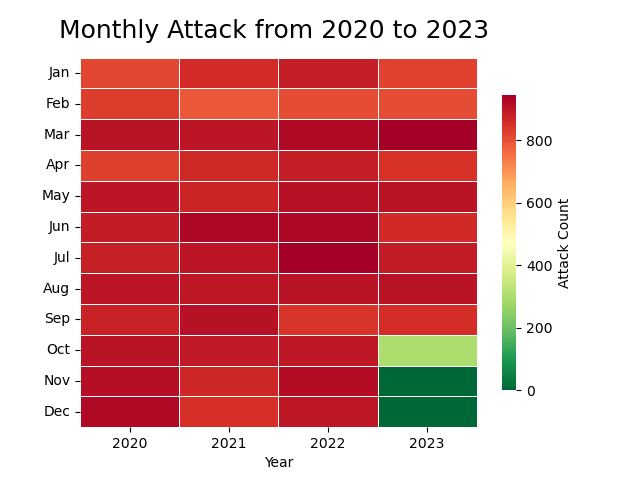 Monthly Attack from 2020 to 2023
Jan
Feb
Mar
Apr
May
Jun
Jul
Aug
Sep
Oct
Nov
Dec
2020 2021 2022 2023
Year
800
600
400
200
0
Attack Count